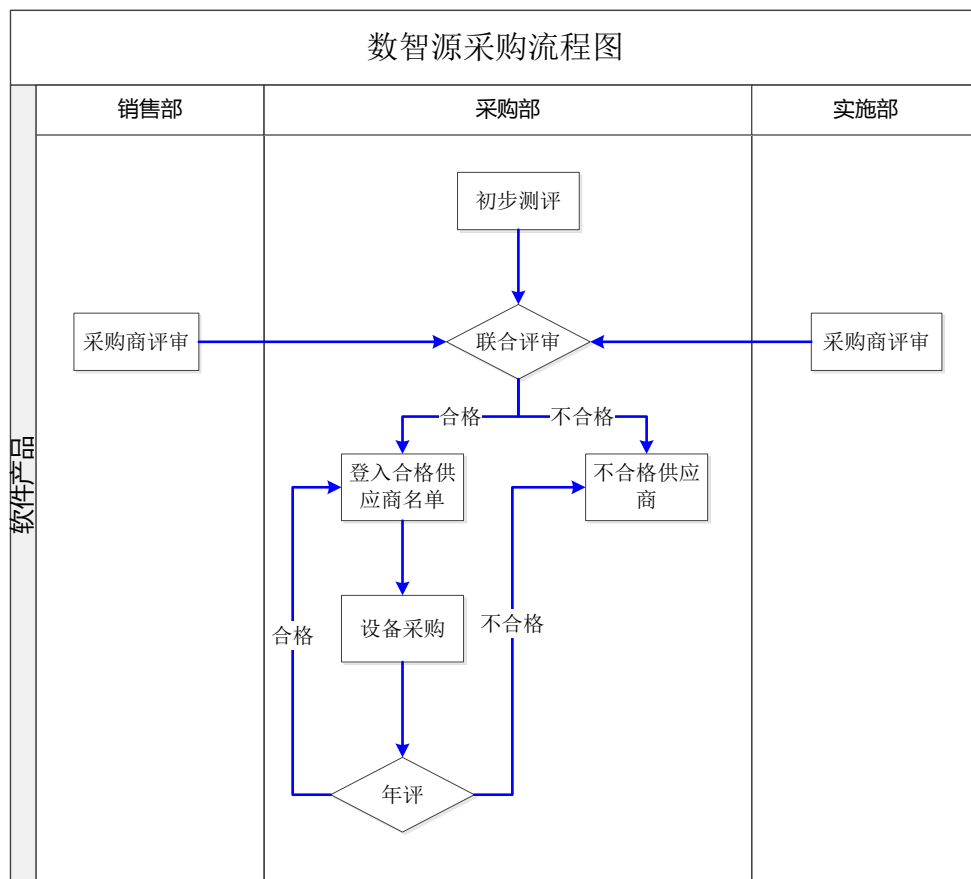 数智源采购流程图
销售部
采购部
实施部
软件产品
初步测评
采购商评审
联合评审
采购商评审
合格
不合格
登入合格供
应商名单
不合格供应
商
设备采购
合格
不合格
年评